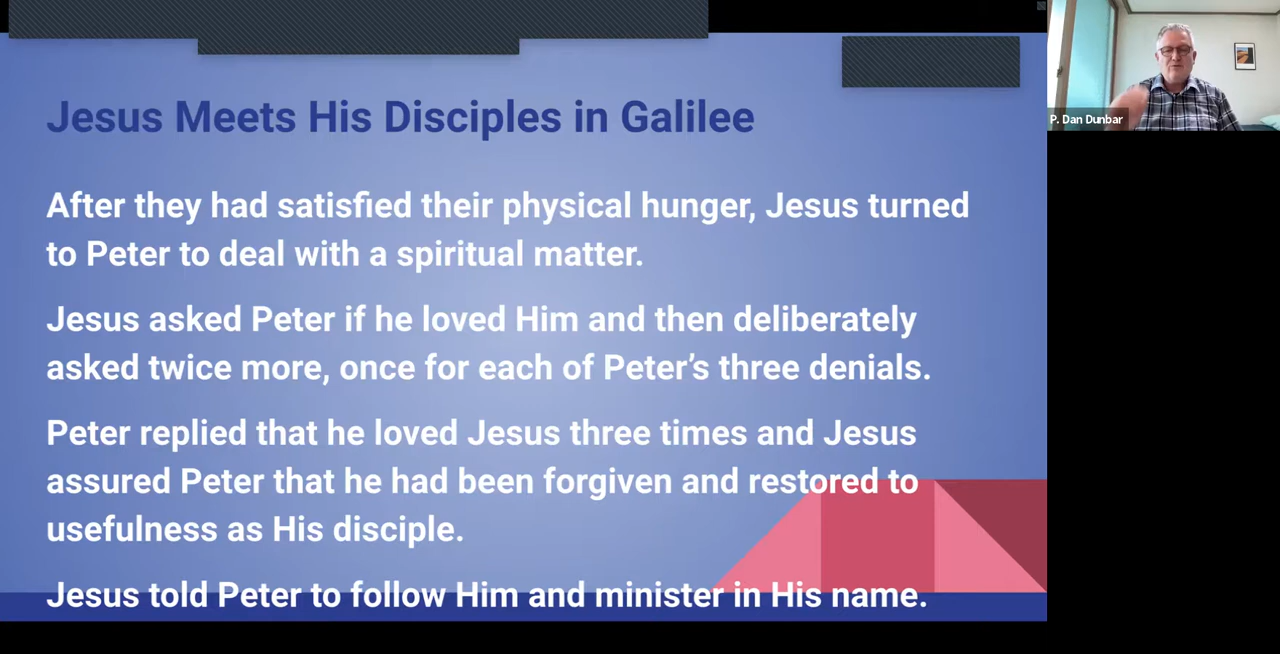 Jesus Meets His Disciples in Galilee
After they had satisfied their physical hunger, Jesus turned
to Peter to deal with a spiritual matter.
Jesus asked Peter if he loved Him and then deliberately
asked twice more, once for each of Peter’s three denials.
Peter replied that he loved Jesus three times and Jesus
assured Peter that he had been forgiven and restored to
usefulness as His disciple.
Jesus told Peter to follow Him and minister in His name.
P. Dan Dunbar